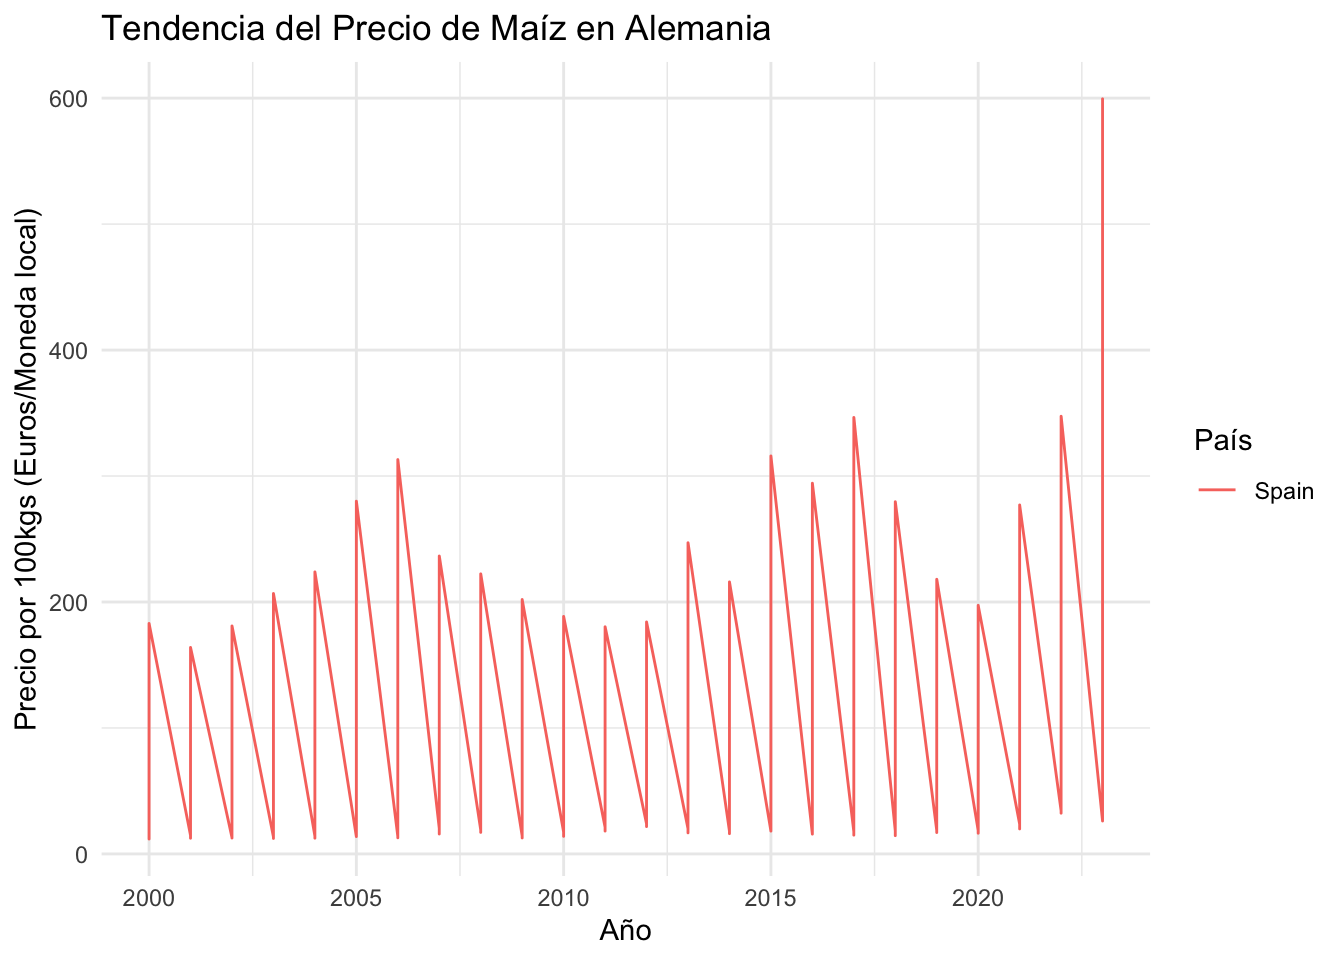 Tendencia del Precio de Maíz en Alemania
Precio por 100kgs (Euros/Moneda local)
600
400
200
0
2000
2005
2010
2015
2020
Año
País
Spain